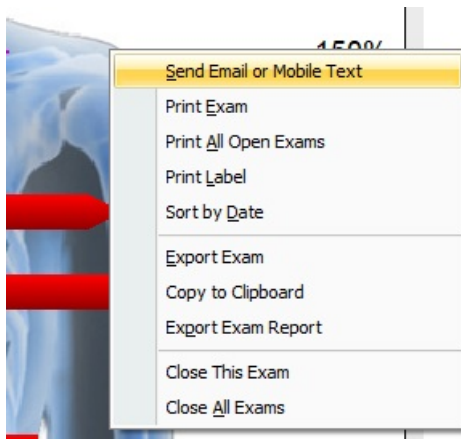 150%
Send Email or Mobile Text
Print Exam
Print All Open Exams
Print Label
Sort by Date
Export Exam
Copy to Clipboard
Export Exam Report
Close This Exam
Close All Exams